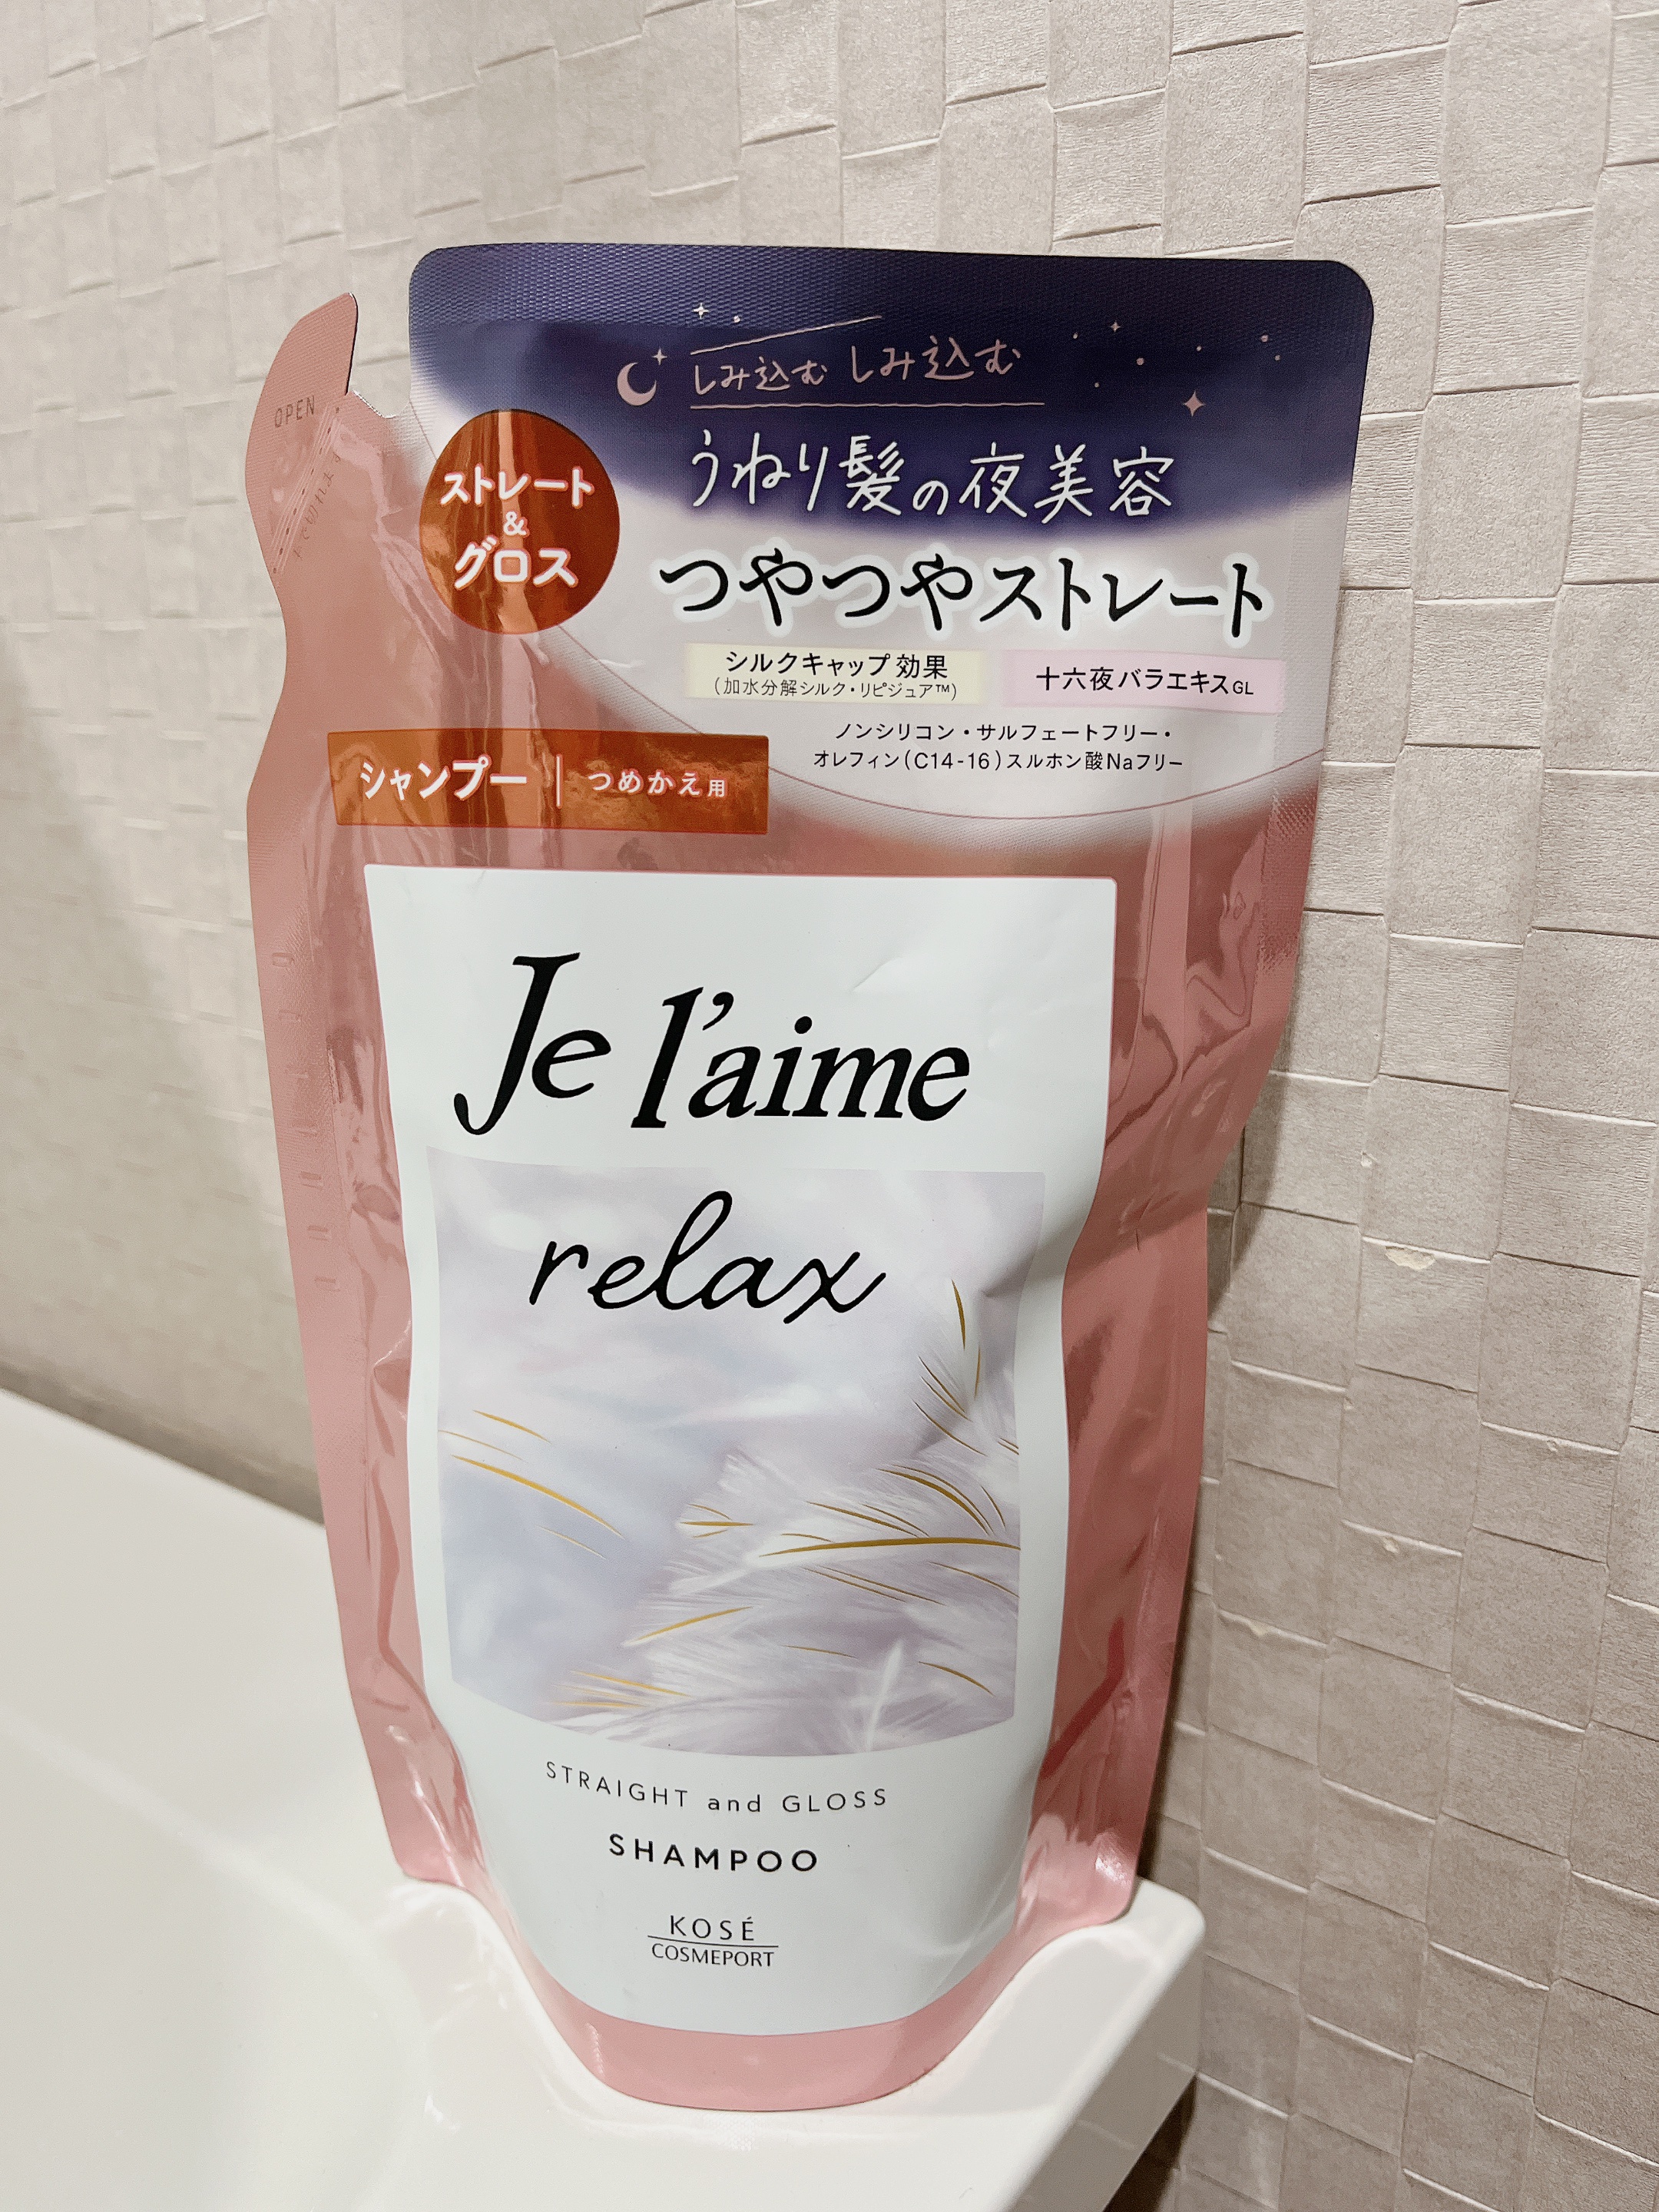 しみ込む しみ込む
うねり髪の夜美容
つやつやストレート
OPEN
ストレート
&
グロス
シルクキャップ効果
(加水分解シルク・リピジュア™)
十六夜バラエキスGL
ノンシリコン・サルフェートフリー・
オレフィン(C14-16)スルホン酸Naフリー
シャンプー | つめかえ用
Je l'aime
relax
STRAIGHT and GLOSS
SHAMPOO
KOSÉ
COSMEPORT